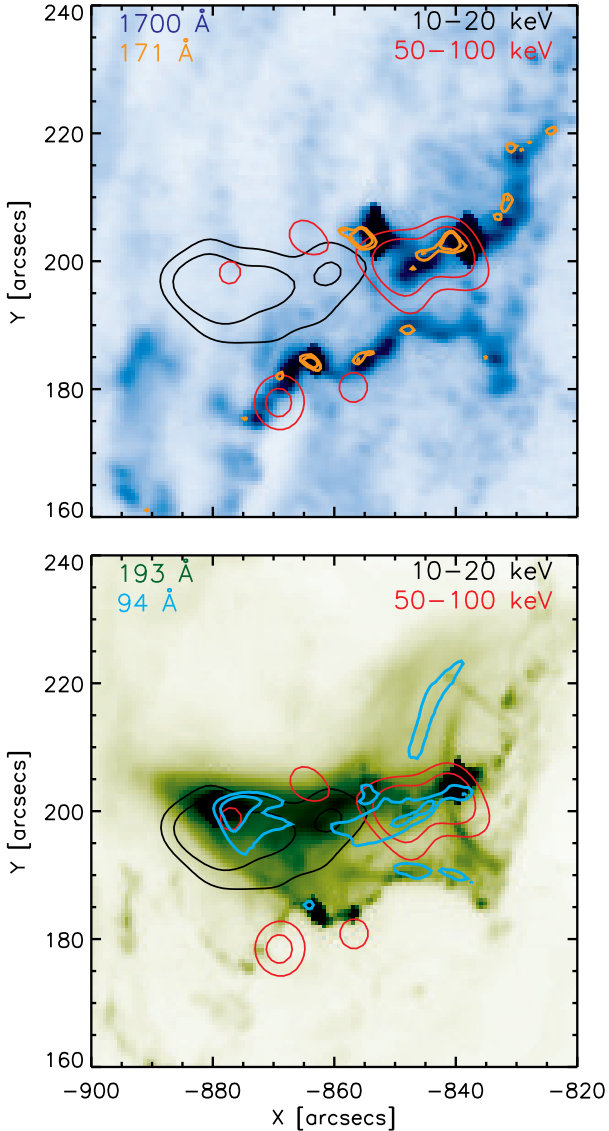 240
1700 Å
10−20 keV
171 Å
50−100 keV
220
Y [arcsecs]
200
180
160
240
193 Å
10−20 keV
94 Å
50−100 keV
220
Y [arcsecs]
200
180
160
−900
−880
−860
−840
−820
X [arcsecs]